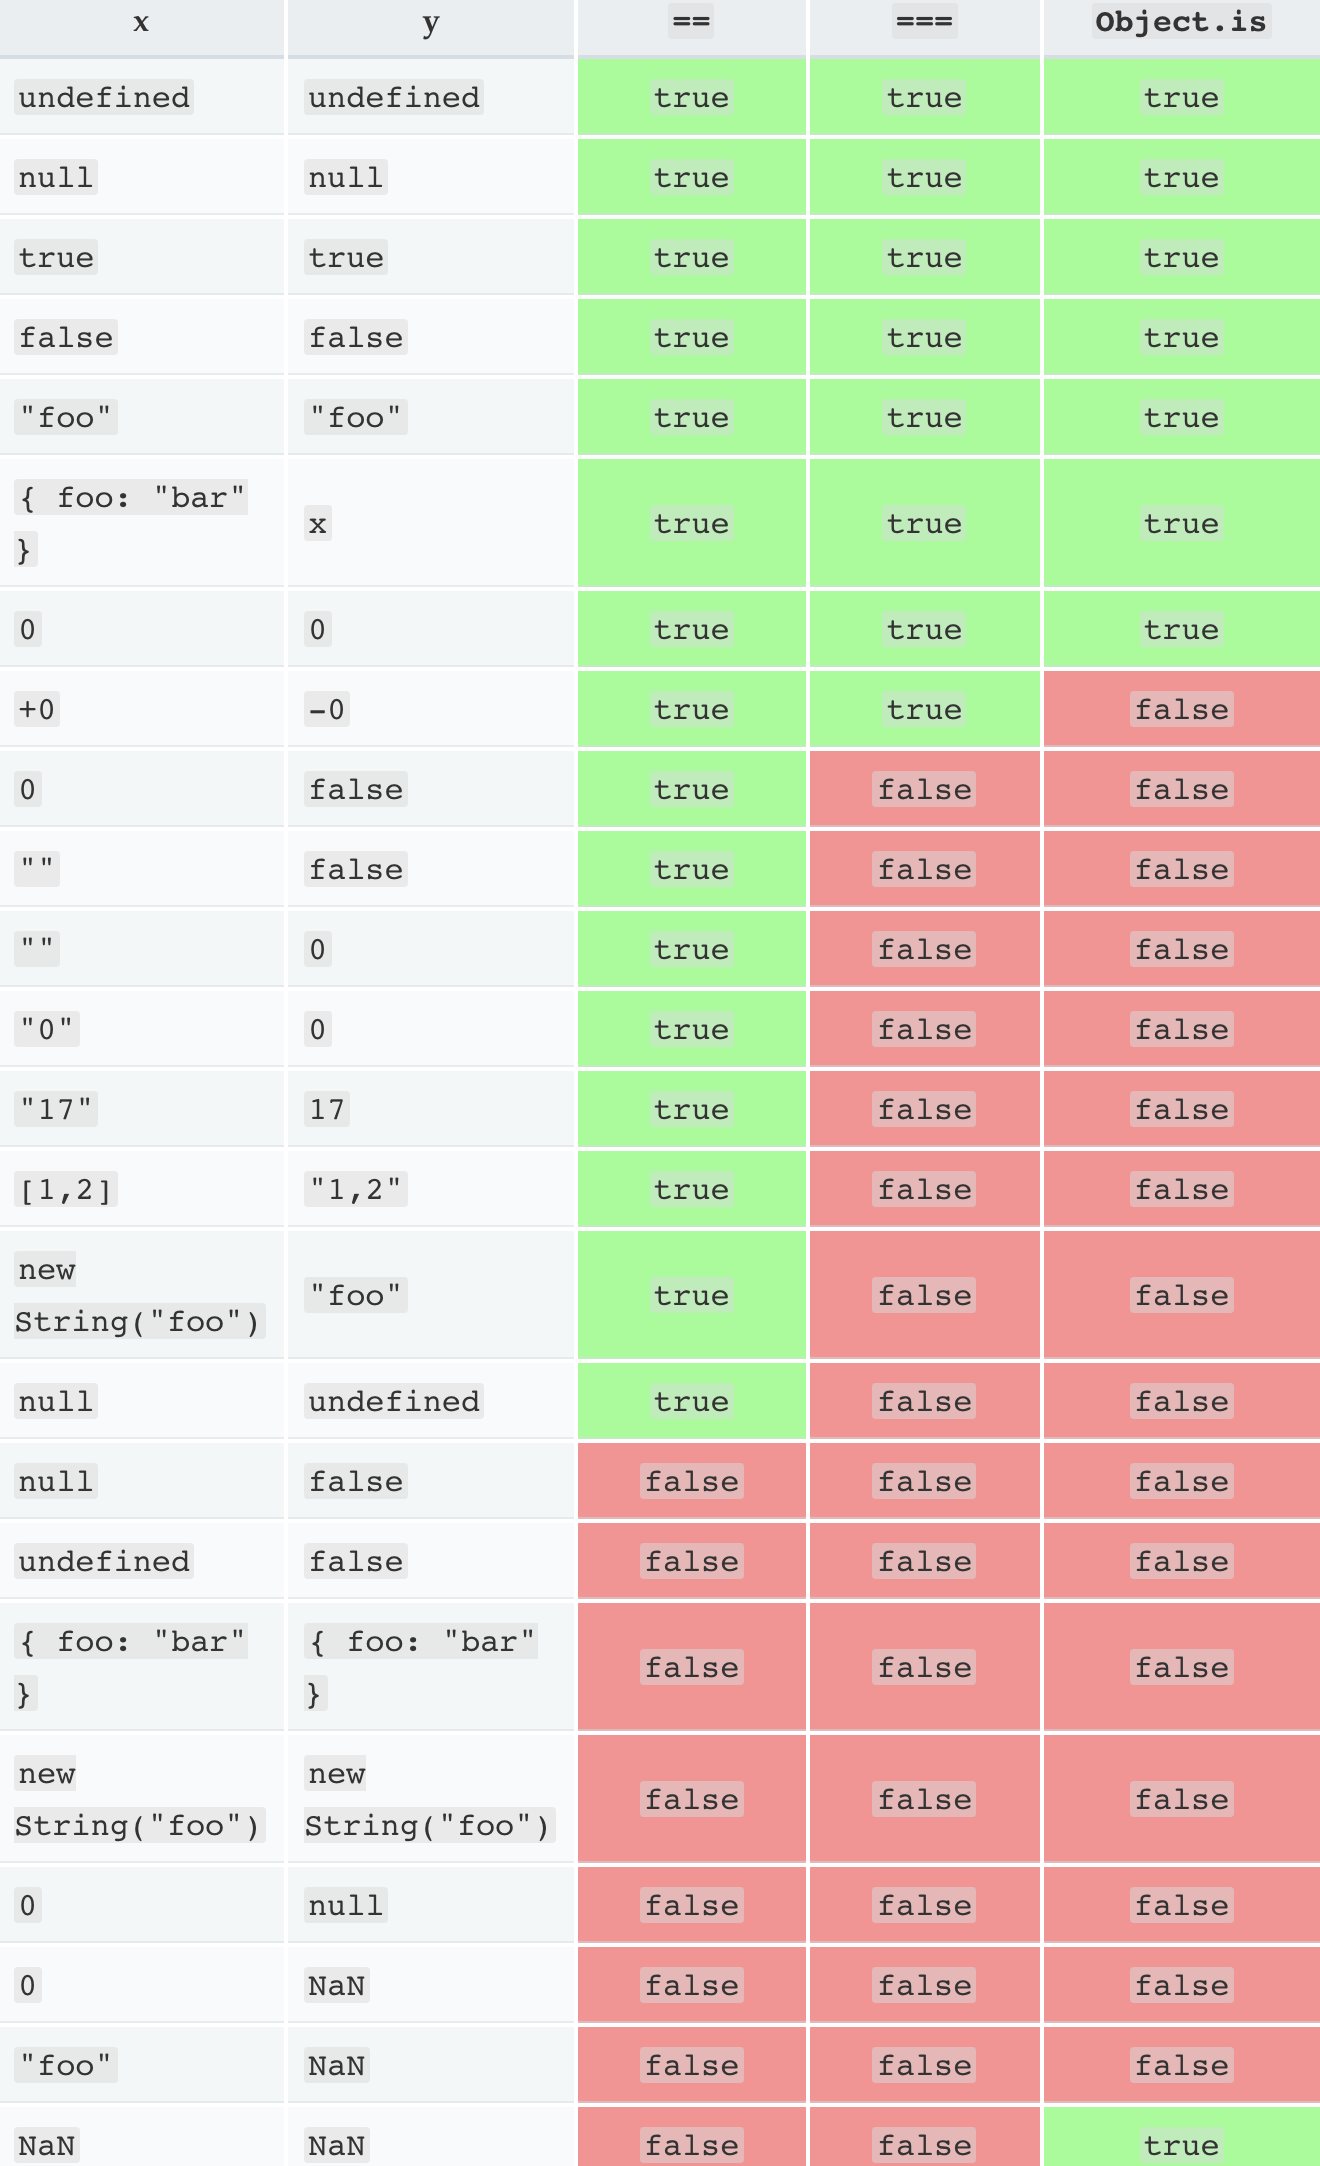 x y == === Object.is
undefined undefined true true true
null null true true true
true true true true true
false false true true true
"foo" "foo" true true true
{ foo: "bar"
} x true true true
0 0 true true true
+0 -0 true true false
0 false true false false
"" false true false false
"" 0 true false false
"0" 0 true false false
"17" 17 true false false
[1,2] "1,2" true false false
new
String("foo") "foo" true false false
null undefined true false false
null false false false false
undefined false false false false
{ foo: "bar" { foo: "bar"
} } false false false
new new
String("foo") String("foo") false false false
0 null false false false
0 NaN false false false
"foo" NaN false false false
NaN NaN false false true